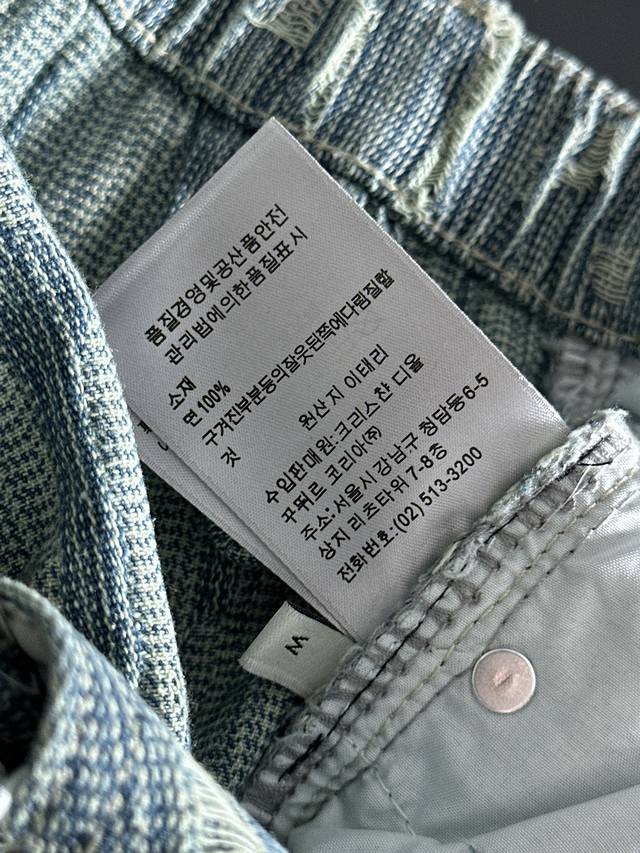 품질경영및공산품안전
관리법에의한품질표시
소재
면 100%
구겨진부분동의잘못된쪽에다림질합
것
원산지 이태리
수입판매원:크리스챤 디올
꾸뛰르 코리아㈜
주소:서울시강남구 청담동6-5
상지 리츠타워 7-8층
전화번호:(02) 513-3200
M